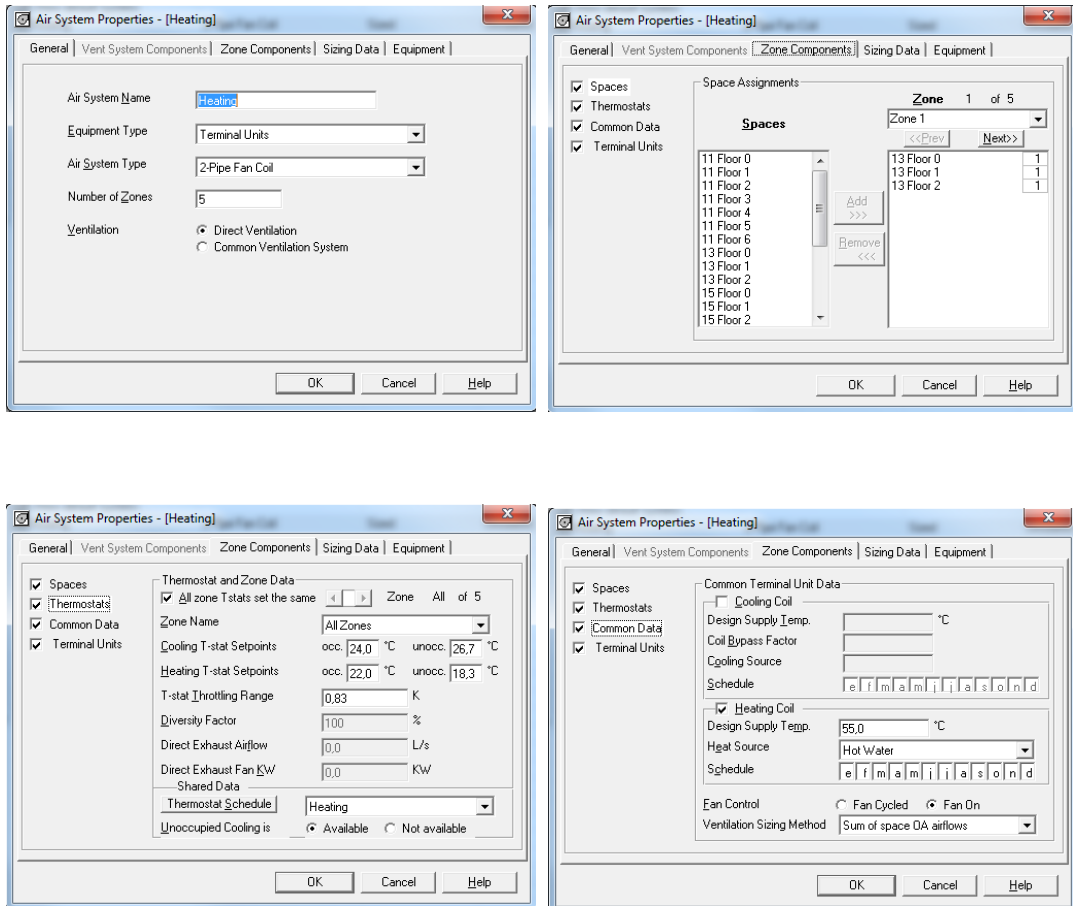 Air System Properties - [Heating]
General Vent System Components Zone Components Sizing Data Equipment
Air System Name Heating
Equipment Type Terminal Units
Air System Type 2-Pipe Fan Coil
Number of Zones 5
Ventilation Direct Ventilation
Common Ventilation System
OK Cancel Help
Air System Properties - [Heating]
General Vent System Components Zone Components Sizing Data Equipment
Spaces
Thermostats
Common Data
Terminal Units
Space Assignments
Spaces
Zone 1 of 5
Zone 1
<<Prev Next>>
11 Floor 0
11 Floor 1
11 Floor 2
11 Floor 3
11 Floor 4
11 Floor 5
11 Floor 6
13 Floor 0
13 Floor 1
13 Floor 2
15 Floor 0
15 Floor 1
15 Floor 2
Add
>>>
Remove
<<<
13 Floor 0 1
13 Floor 1 1
13 Floor 2 1
OK Cancel Help
Air System Properties - [Heating]
General Vent System Components Zone Components Sizing Data Equipment
Spaces
Thermostats
Common Data
Terminal Units
Thermostat and Zone Data
All zone Tstats set the same Zone All of 5
Zone Name All Zones
Cooling T-stat Setpoints occ. 24,0 °C unocc. 26,7 °C
Heating T-stat Setpoints occ. 22,0 °C unocc. 18,3 °C
T-stat Throttling Range 0,83 K
Diversity Factor 100 %
Direct Exhaust Airflow 0,0 L/s
Direct Exhaust Fan KW 0,0 KW
Shared Data
Thermostat Schedule Heating
Unoccupied Cooling is Available Not available
OK Cancel Help
Air System Properties - [Heating]
General Vent System Components Zone Components Sizing Data Equipment
Spaces
Thermostats
Common Data
Terminal Units
Common Terminal Unit Data
Cooling Coil
Design Supply Temp. °C
Coil Bypass Factor
Cooling Source
Schedule e f m a m j j a s o n d
Heating Coil
Design Supply Temp. 55,0 °C
Heat Source Hot Water
Schedule e f m a m j j a s o n d
Fan Control Fan Cycled Fan On
Ventilation Sizing Method Sum of space OA airflows
OK Cancel Help